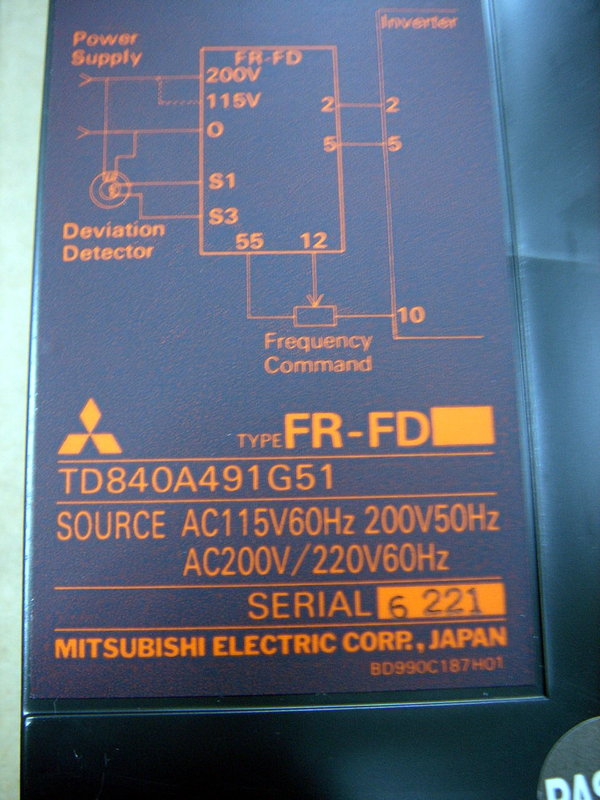 Power
Supply
Inverter
FR-FD
200V
115V
2
2
0
5
5
S1
S3
Deviation
Detector
55
12
10
Frequency
Command
TYPE FR-FD
TD840A491G51
SOURCE AC115V60Hz 200V50Hz
AC200V/220V60Hz
SERIAL 6 221
MITSUBISHI ELECTRIC CORP., JAPAN
BD990C187H01